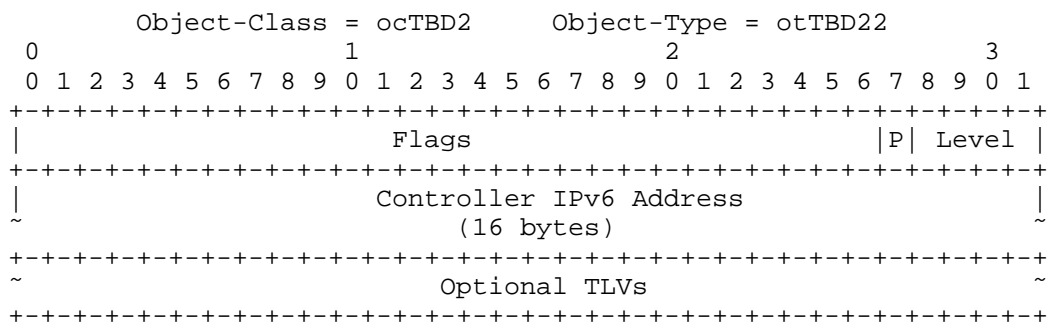 Object-Class = ocTBD2     Object-Type = otTBD22
 0                   1                   2                   3
 0 1 2 3 4 5 6 7 8 9 0 1 2 3 4 5 6 7 8 9 0 1 2 3 4 5 6 7 8 9 0 1
+-+-+-+-+-+-+-+-+-+-+-+-+-+-+-+-+-+-+-+-+-+-+-+-+-+-+-+-+-+-+-+-+
|                       Flags                         |P| Level |
+-+-+-+-+-+-+-+-+-+-+-+-+-+-+-+-+-+-+-+-+-+-+-+-+-+-+-+-+-+-+-+-+
|                      Controller IPv6 Address                  |
~                           (16 bytes)                          ~
+-+-+-+-+-+-+-+-+-+-+-+-+-+-+-+-+-+-+-+-+-+-+-+-+-+-+-+-+-+-+-+-+
~                          Optional TLVs                        ~
+-+-+-+-+-+-+-+-+-+-+-+-+-+-+-+-+-+-+-+-+-+-+-+-+-+-+-+-+-+-+-+-+